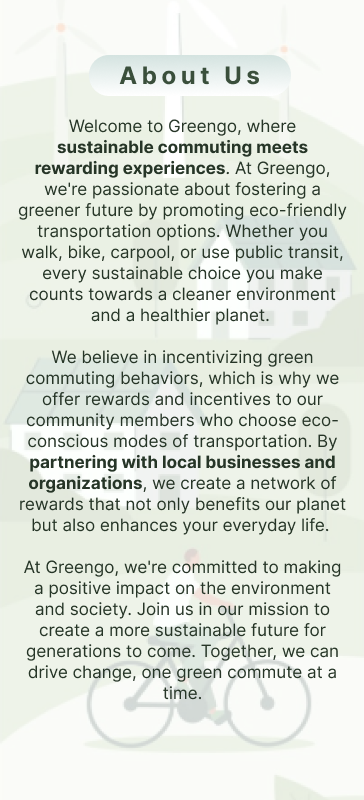 About Us
Welcome to Greengo, where
sustainable commuting meets
rewarding experiences. At Greengo,
we're passionate about fostering a
greener future by promoting eco-friendly
transportation options. Whether you
walk, bike, carpool, or use public transit,
every sustainable choice you make
counts towards a cleaner environment
and a healthier planet.
We believe in incentivizing green
commuting behaviors, which is why we
offer rewards and incentives to our
community members who choose eco-
conscious modes of transportation. By
partnering with local businesses and
organizations, we create a network of
rewards that not only benefits our planet
but also enhances your everyday life.
At Greengo, we're committed to making
a positive impact on the environment
and society. Join us in our mission to
create a more sustainable future for
generations to come. Together, we can
drive change, one green commute at a
time.